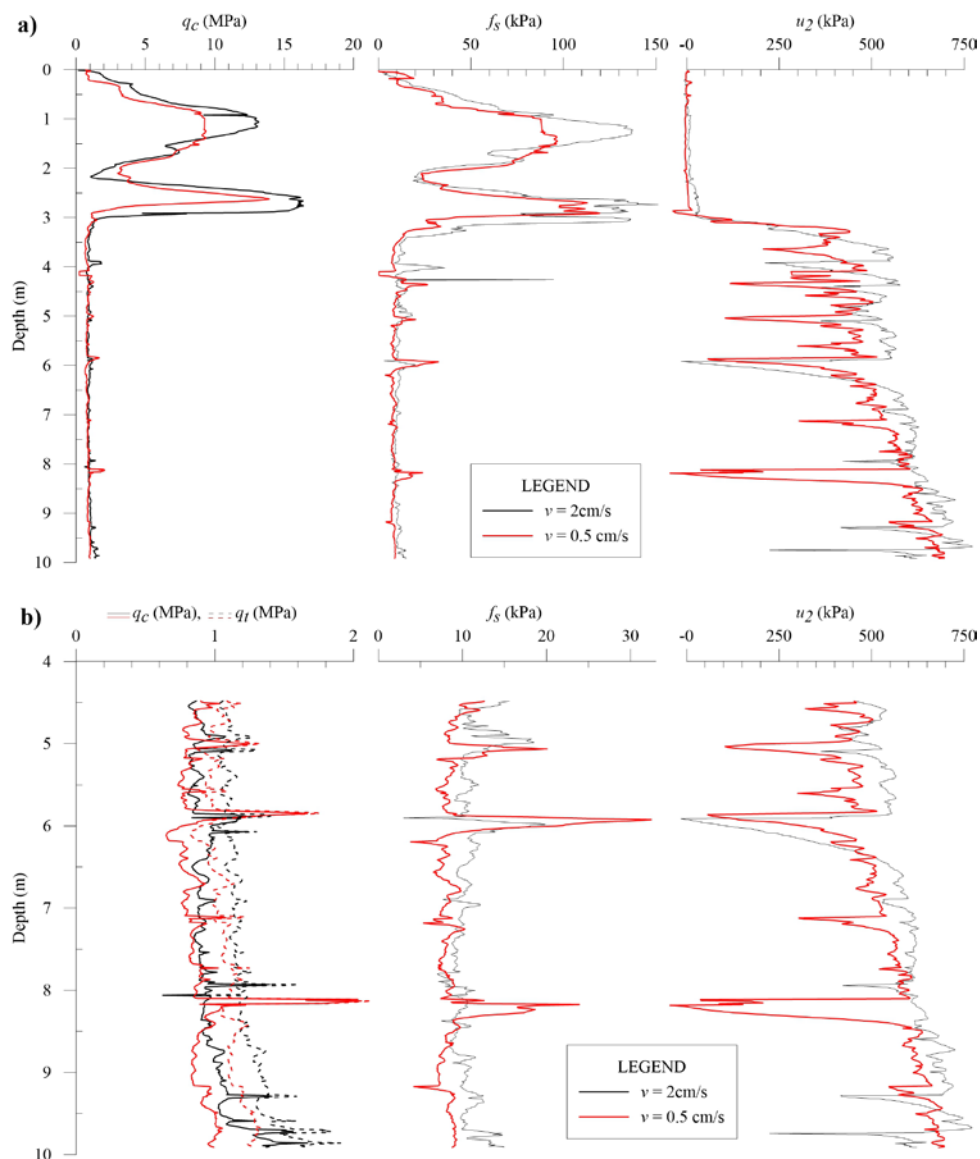 a)
q_c (MPa)
0 5 10 15 20
f_s (kPa)
0 50 100 150
u_2 (kPa)
-0 250 500 750
Depth (m)
0
1
2
3
4
5
6
7
8
9
10
LEGEND
v = 2cm/s
v = 0.5 cm/s
b)
q_c (MPa), q_t (MPa)
0 1 2
f_s (kPa)
0 10 20 30
u_2 (kPa)
-0 250 500 750
Depth (m)
4
5
6
7
8
9
10
LEGEND
v = 2cm/s
v = 0.5 cm/s